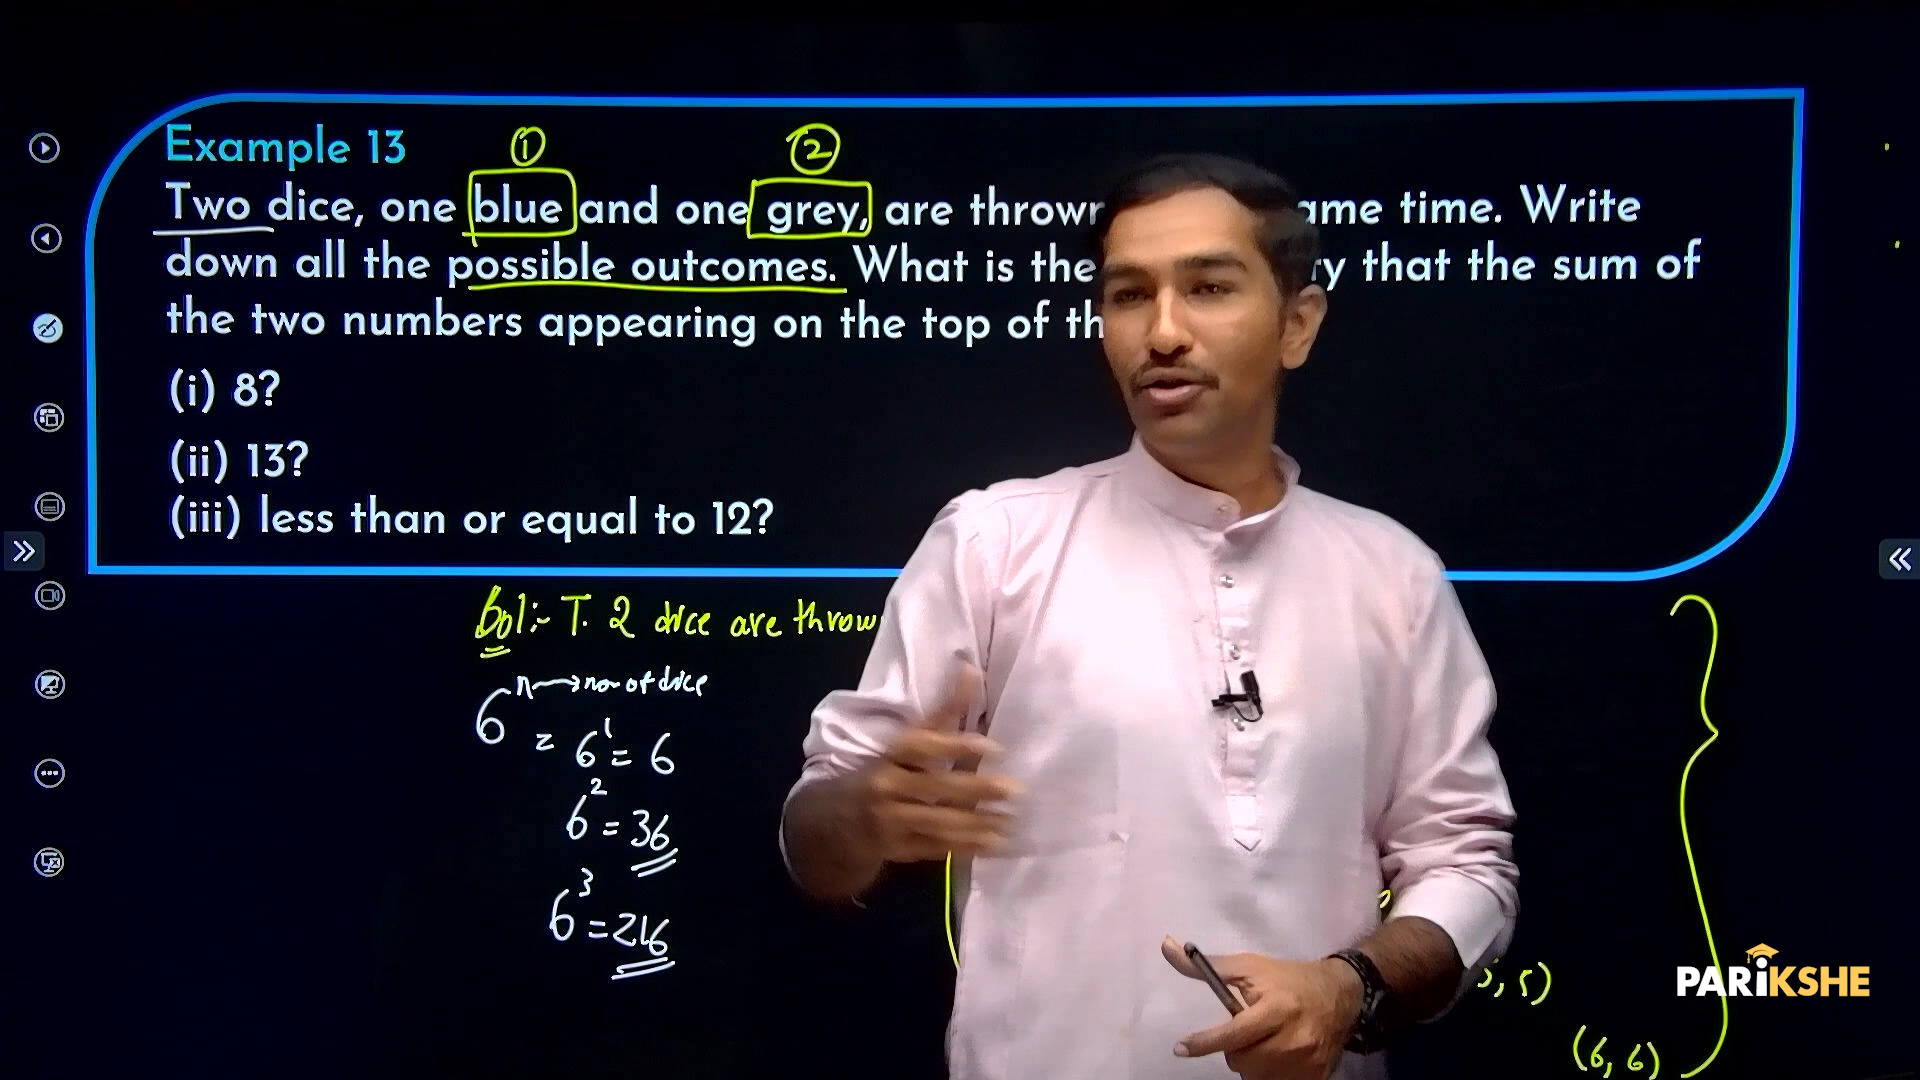 Example 13
① ②
Two dice, one blue and one grey, are thrown ame time. Write
down all the possible outcomes. What is the ry that the sum of
the two numbers appearing on the top of th
(i) 8?
(ii) 13?
(iii) less than or equal to 12?
Sol:- T. 2 dice are throw
6ⁿ → no. of dice
= 6¹ = 6
6² = 36
6³ = 216
, 5)
(6, 6)
PARiKSHE